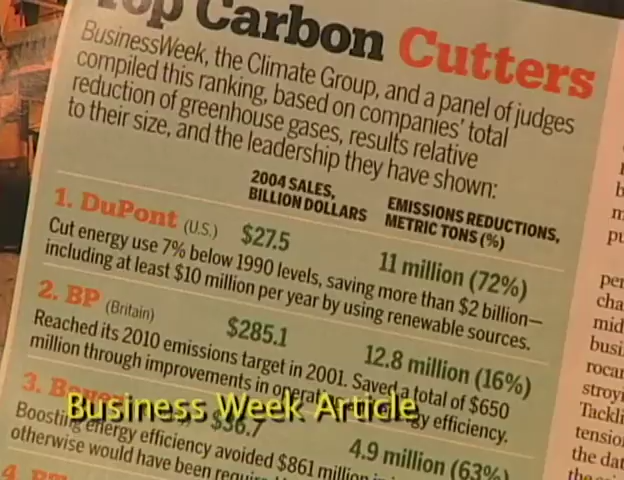 Top Carbon Cutters
BusinessWeek, the Climate Group, and a panel of judges
compiled this ranking, based on companies' total
reduction of greenhouse gases, results relative
to their size, and the leadership they have shown:
2004 SALES,
BILLION DOLLARS
EMISSIONS REDUCTIONS,
METRIC TONS (%)
1. DuPont (U.S.) $27.5 11 million (72%)
Cut energy use 7% below 1990 levels, saving more than $2 billion—
including at least $10 million per year by using renewable sources.
2. BP (Britain) $285.1 12.8 million (16%)
Reached its 2010 emissions target in 2001. Saved a total of $650
million through improvements in energy efficiency.
3. $36.7 4.9 million (63%)
Boosting energy efficiency avoided $861 million
otherwise would have been
4.
Business Week Article